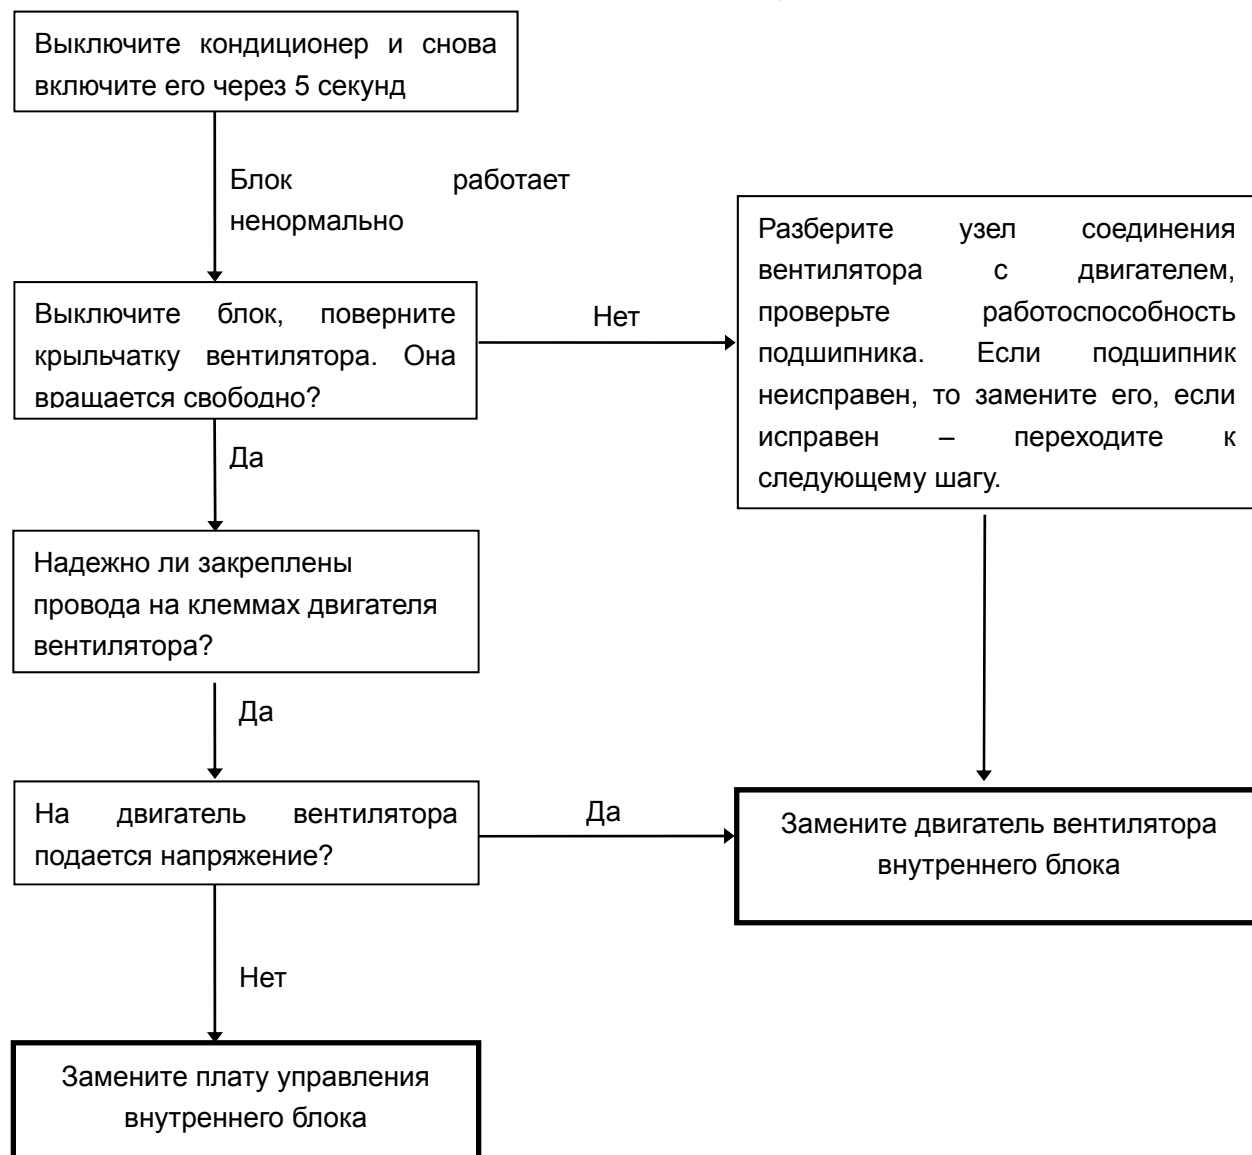 Выключите кондиционер и снова
включите его через 5 секунд
Блок работает
ненормально
Выключите блок, поверните
крыльчатку вентилятора. Она
вращается свободно?
Нет
Разберите узел соединения
вентилятора с двигателем,
проверьте работоспособность
подшипника. Если подшипник
неисправен, то замените его, если
исправен – переходите к
следующему шагу.
Да
Надежно ли закреплены
провода на клеммах двигателя
вентилятора?
Да
На двигатель вентилятора
подается напряжение?
Да
Замените двигатель вентилятора
внутреннего блока
Нет
Замените плату управления
внутреннего блока